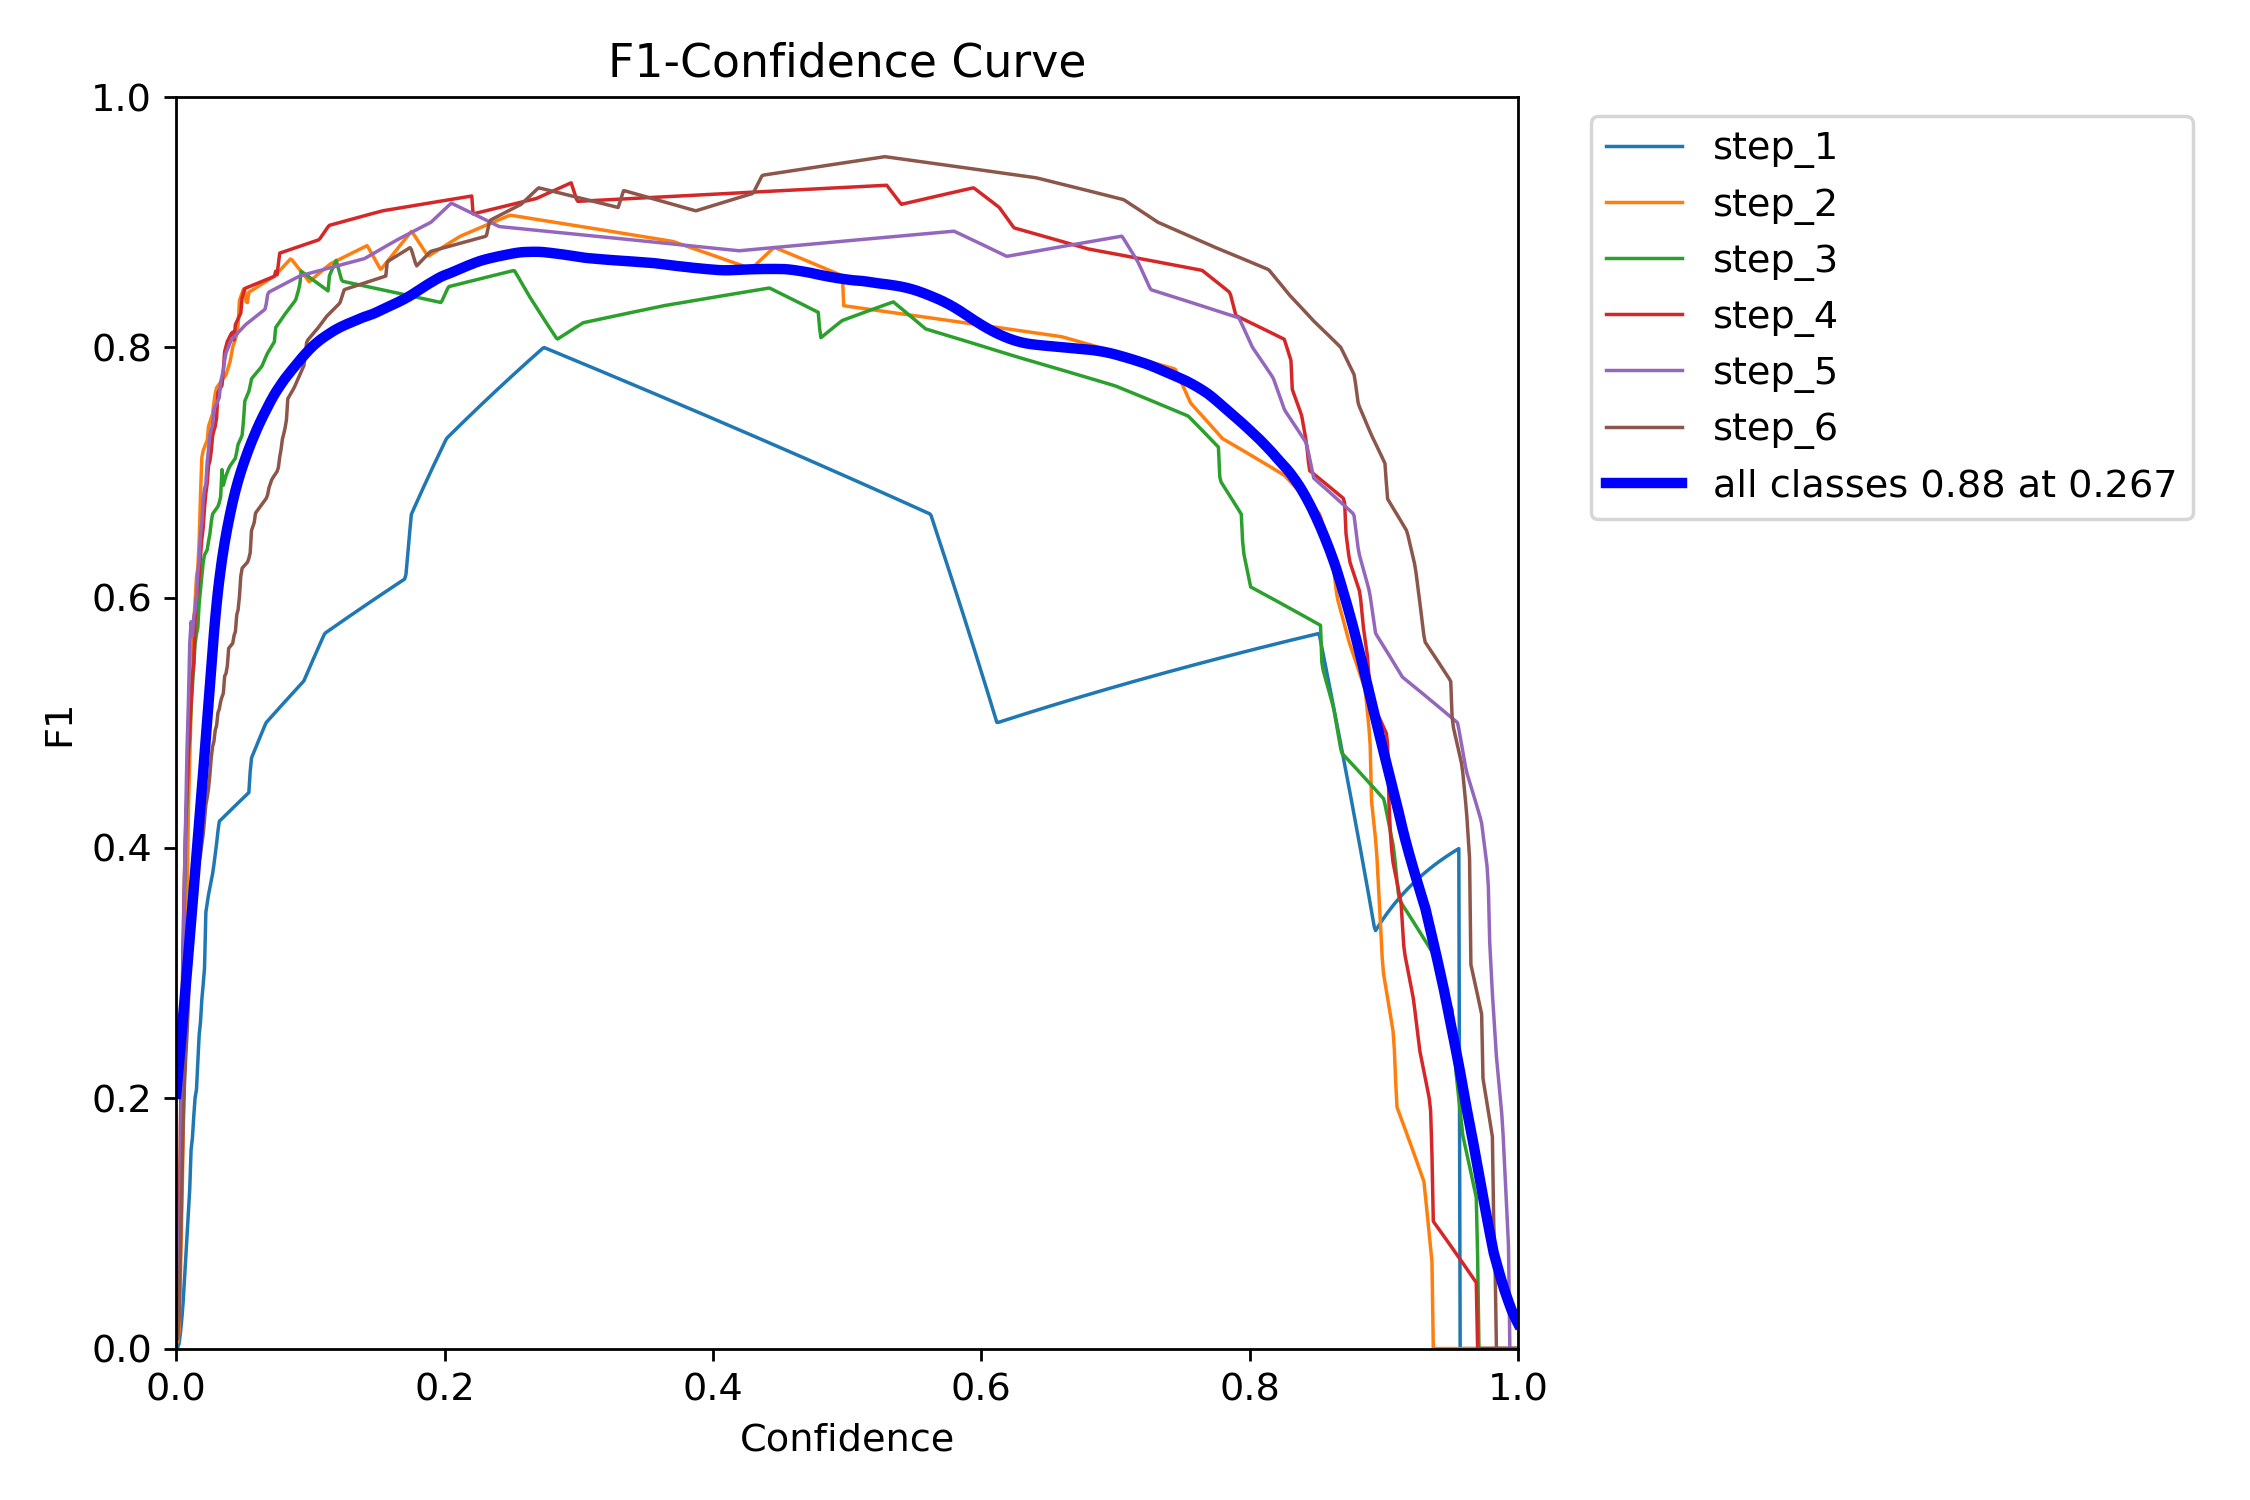 F1-Confidence Curve
1.0
0.8
0.6
0.4
0.2
0.0
F1
0.0 0.2 0.4 0.6 0.8 1.0
Confidence
step_1
step_2
step_3
step_4
step_5
step_6
all classes 0.88 at 0.267